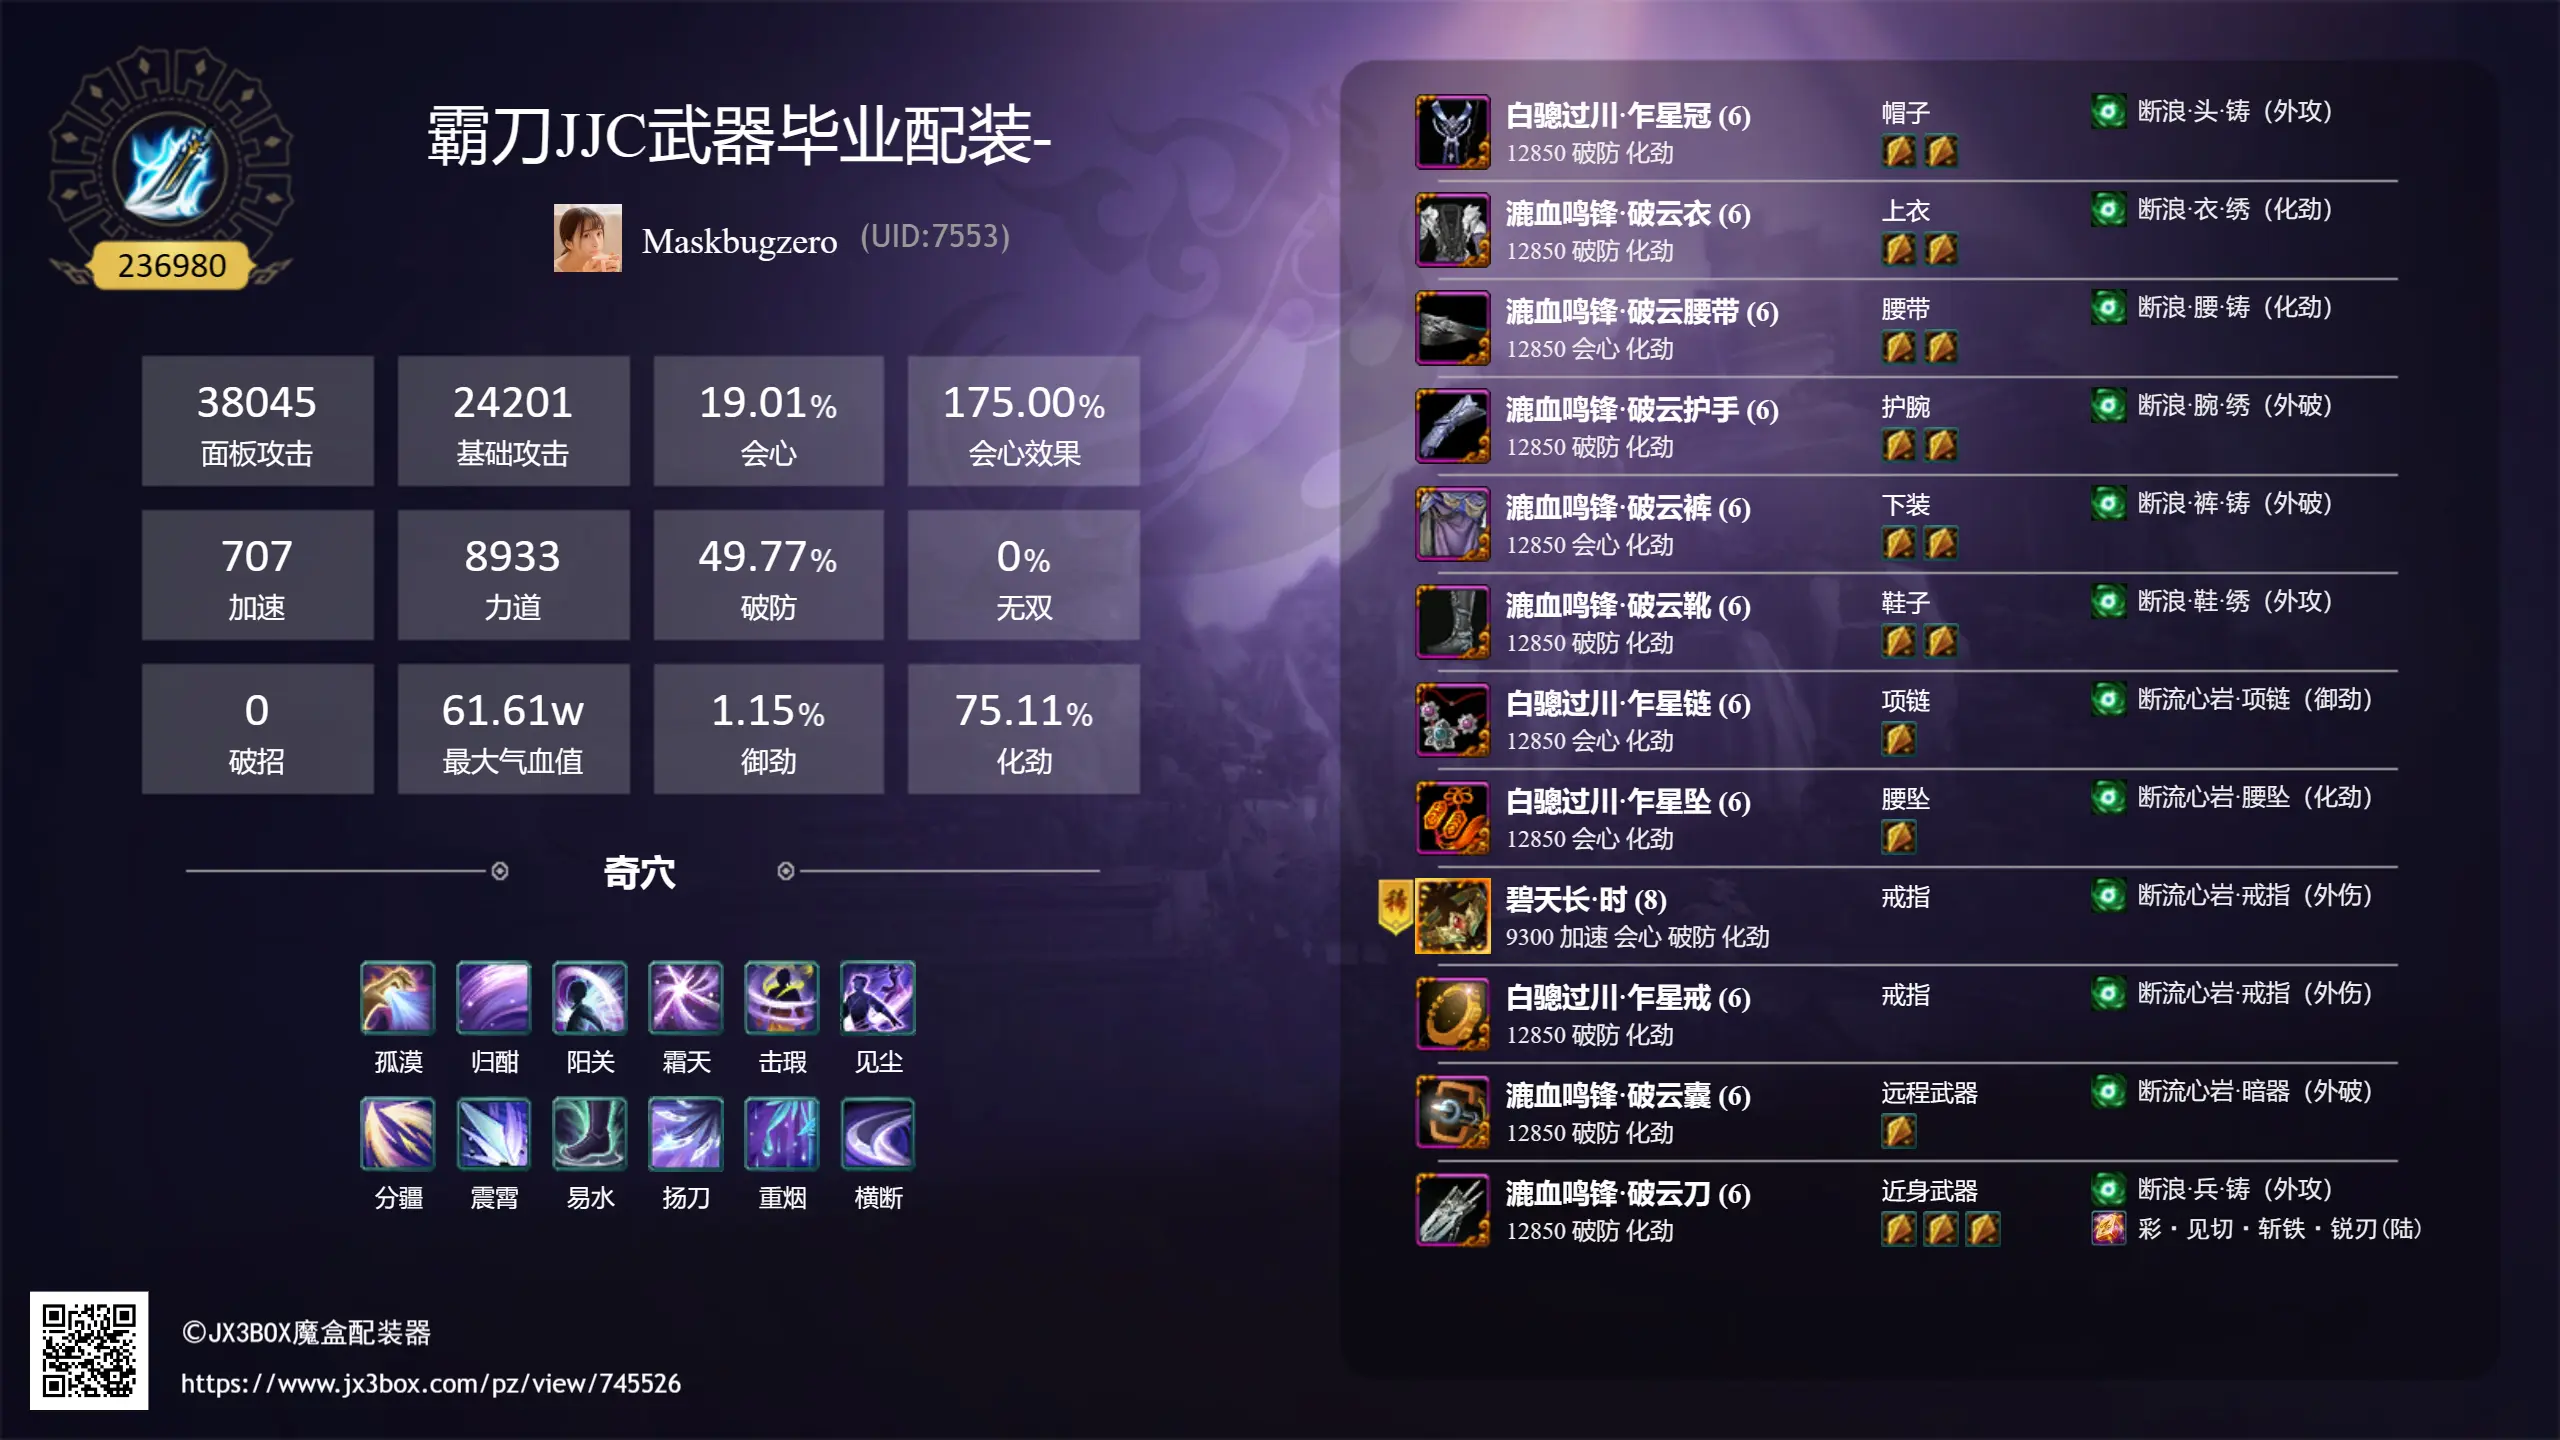 霸刀JJC武器毕业配装-
Maskbugzero (UID:7553)
236980
38045 24201 19.01% 175.00%
面板攻击 基础攻击 会心 会心效果
707 8933 49.77% 0%
加速 力道 破防 无双
0 61.61w 1.15% 75.11%
破招 最大气血值 御劲 化劲
奇穴
孤漠 归酣 阳关 霜天 击瑕 见尘
分疆 震霄 易水 扬刀 重烟 横断
©JX3BOX魔盒配装器
https://www.jx3box.com/pz/view/745526
白骢过川·乍星冠 (6) 帽子 断浪·头·铸（外攻）
12850 破防 化劲
漉血鸣锋·破云衣 (6) 上衣 断浪·衣·绣（化劲）
12850 破防 化劲
漉血鸣锋·破云腰带 (6) 腰带 断浪·腰·铸（化劲）
12850 会心 化劲
漉血鸣锋·破云护手 (6) 护腕 断浪·腕·绣（外破）
12850 破防 化劲
漉血鸣锋·破云裤 (6) 下装 断浪·裤·铸（外破）
12850 会心 化劲
漉血鸣锋·破云靴 (6) 鞋子 断浪·鞋·绣（外攻）
12850 破防 化劲
白骢过川·乍星链 (6) 项链 断流心岩·项链（御劲）
12850 会心 化劲
白骢过川·乍星坠 (6) 腰坠 断流心岩·腰坠（化劲）
12850 会心 化劲
稀
碧天长·时 (8) 戒指 断流心岩·戒指（外伤）
9300 加速 会心 破防 化劲
白骢过川·乍星戒 (6) 戒指 断流心岩·戒指（外伤）
12850 破防 化劲
漉血鸣锋·破云囊 (6) 远程武器 断流心岩·暗器（外破）
12850 破防 化劲
漉血鸣锋·破云刀 (6) 近身武器 断浪·兵·铸（外攻）
12850 破防 化劲 彩·见切·斩铁·锐刃(陆)